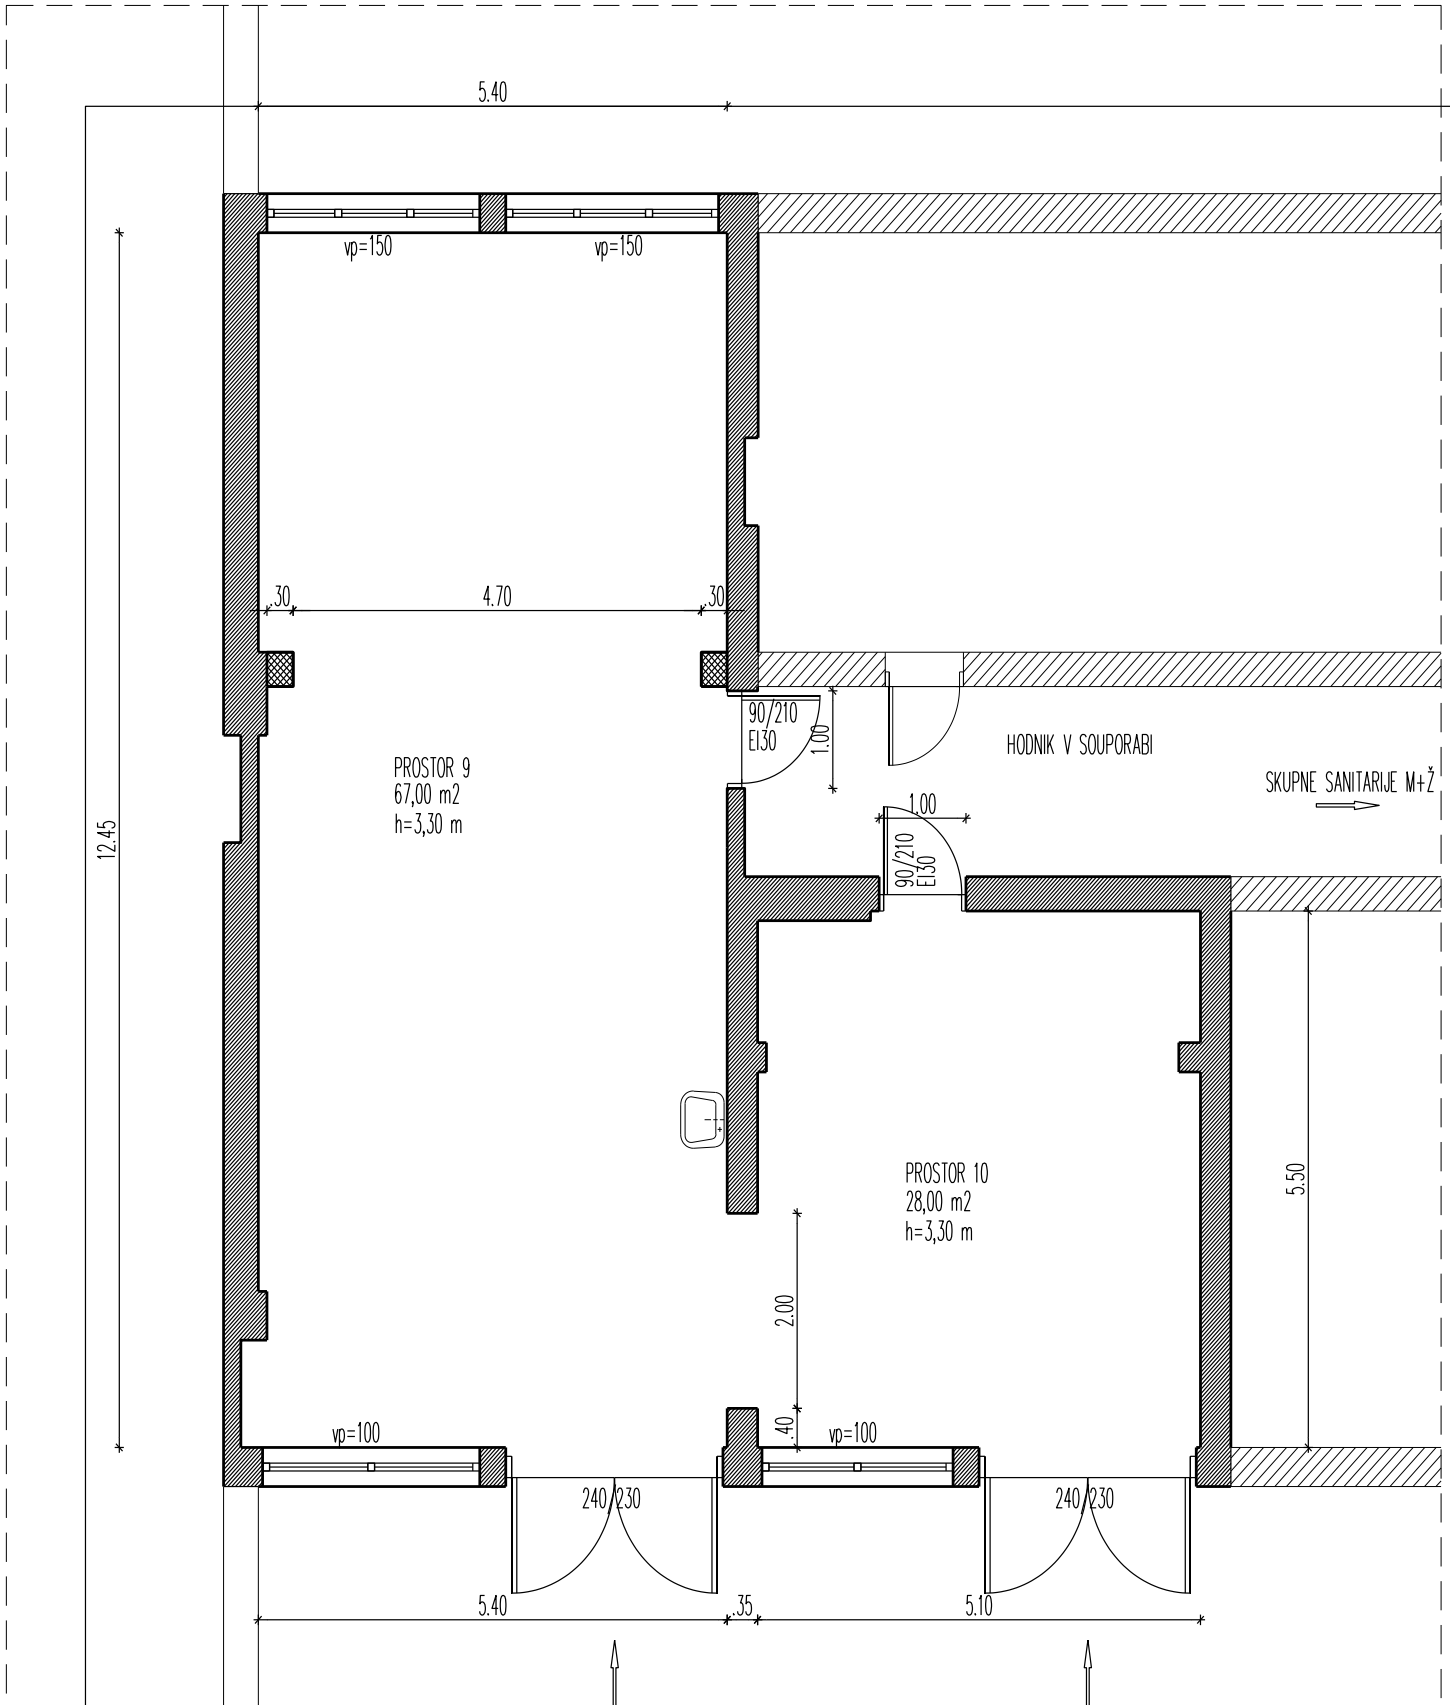 5.40
vp=150
vp=150
.30
4.70
.30
90/210
EI30
1.00
HODNIK V SOUPORABI
PROSTOR 9
67,00 m2
h=3,30 m
SKUPNE SANITARIJE M+Ž
1.00
12.45
90/210
EI30
PROSTOR 10
28,00 m2
h=3,30 m
5.50
2.00
.40
vp=100
vp=100
240/230
240/230
5.40
.35
5.10